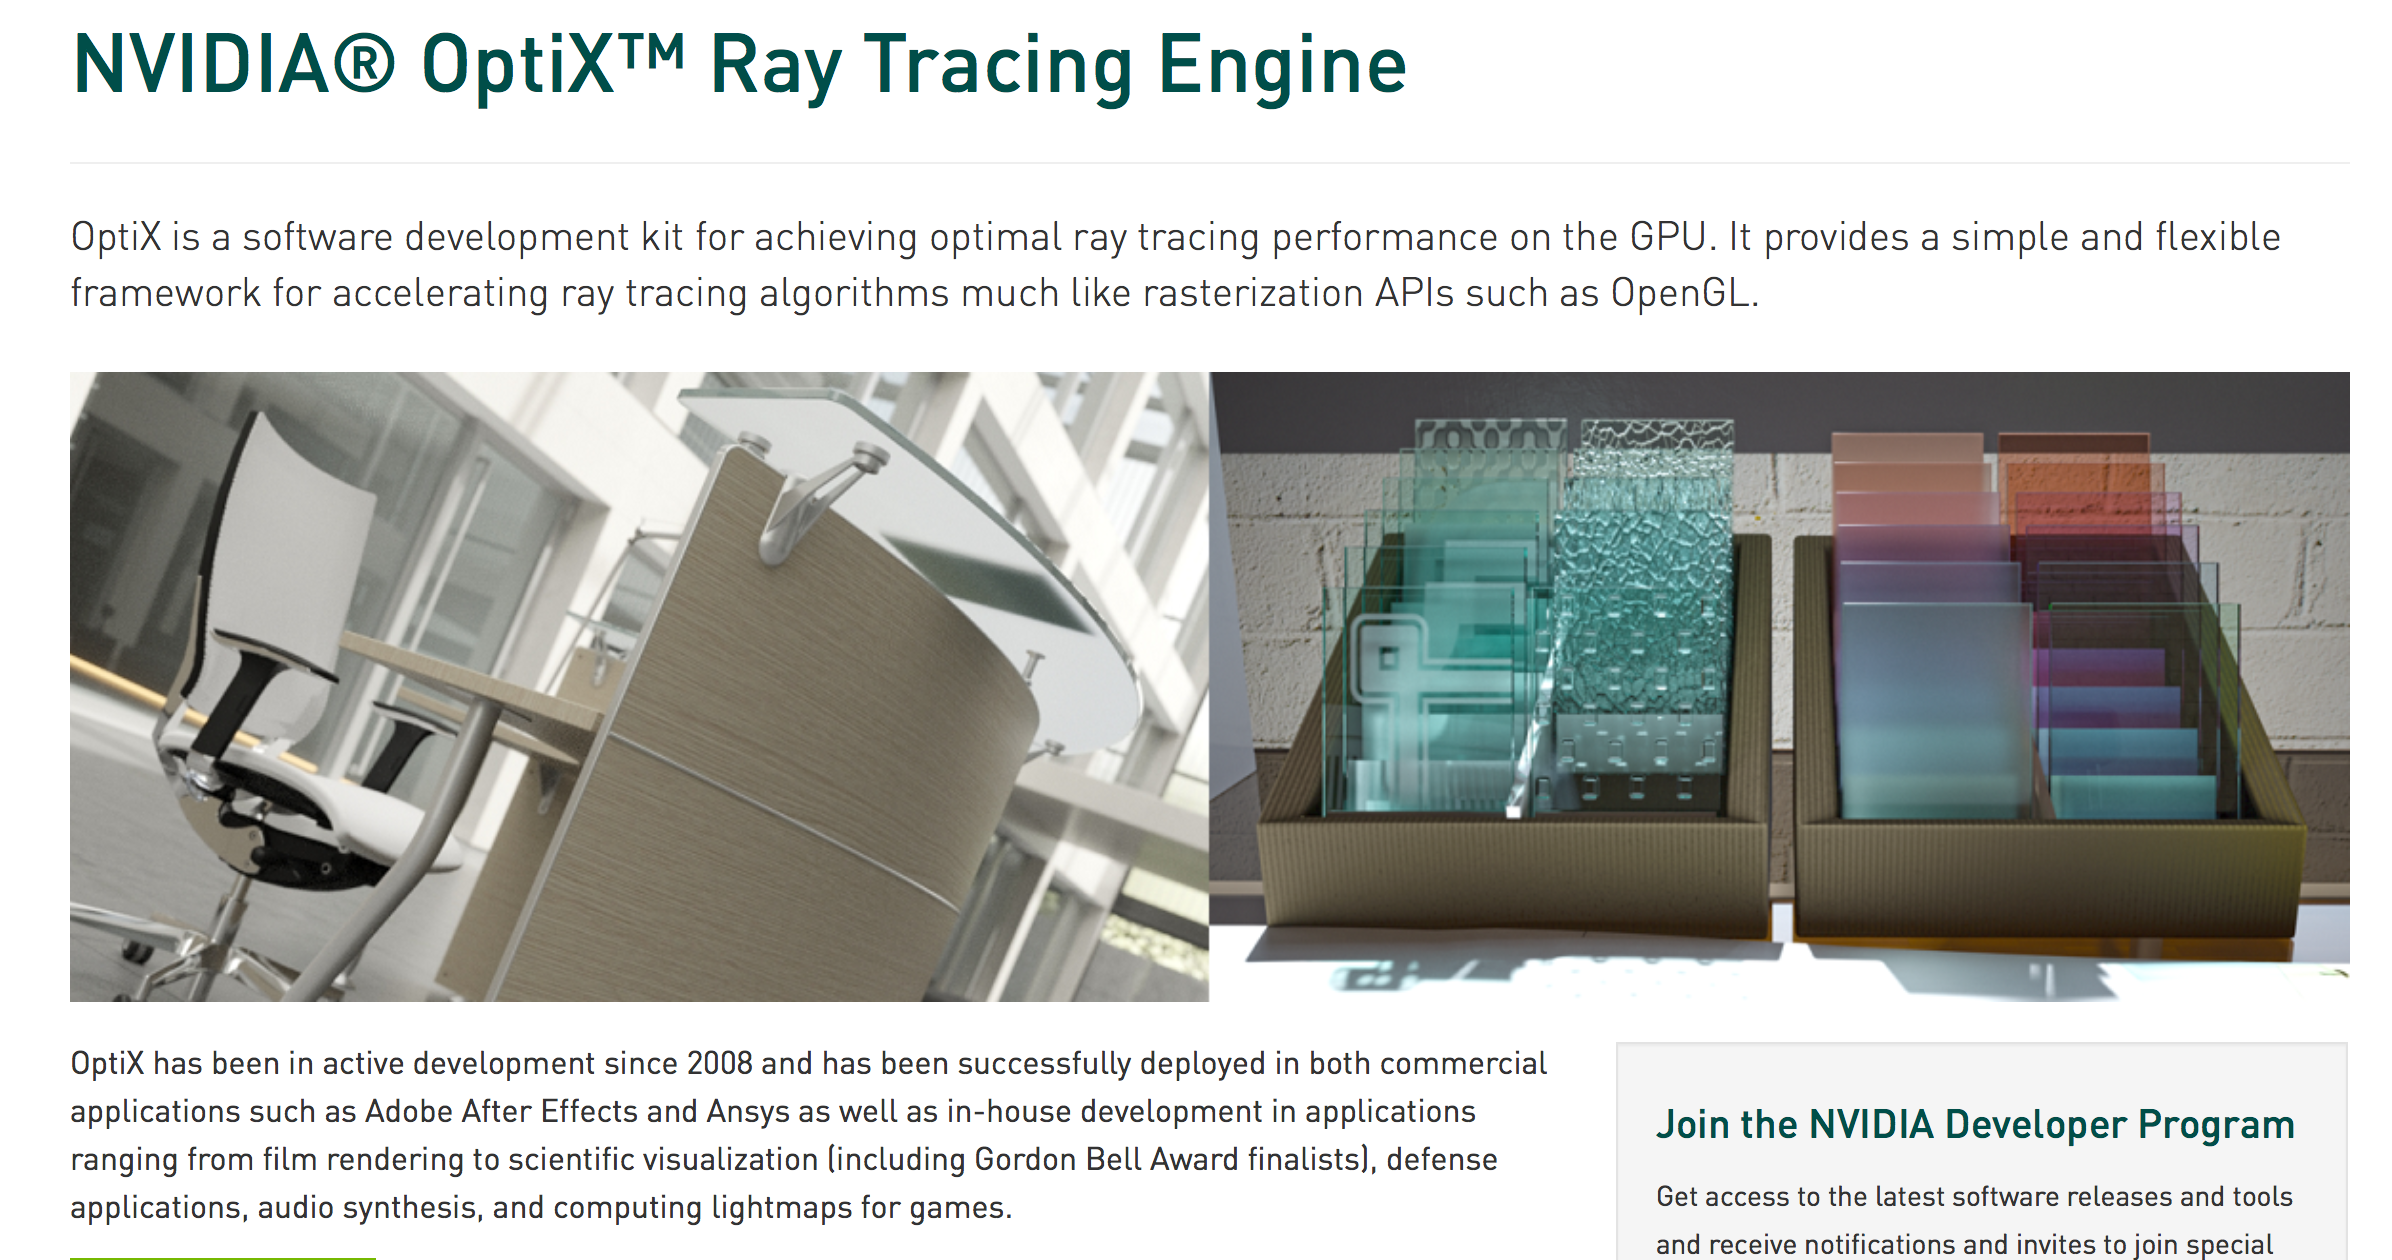 NVIDIA® OptiX™ Ray Tracing Engine
OptiX is a software development kit for achieving optimal ray tracing performance on the GPU. It provides a simple and flexible
framework for accelerating ray tracing algorithms much like rasterization APIs such as OpenGL.
OptiX has been in active development since 2008 and has been successfully deployed in both commercial
applications such as Adobe After Effects and Ansys as well as in-house development in applications
ranging from film rendering to scientific visualization (including Gordon Bell Award finalists), defense
applications, audio synthesis, and computing lightmaps for games.
Join the NVIDIA Developer Program
Get access to the latest software releases and tools
and receive notifications and invites to join special